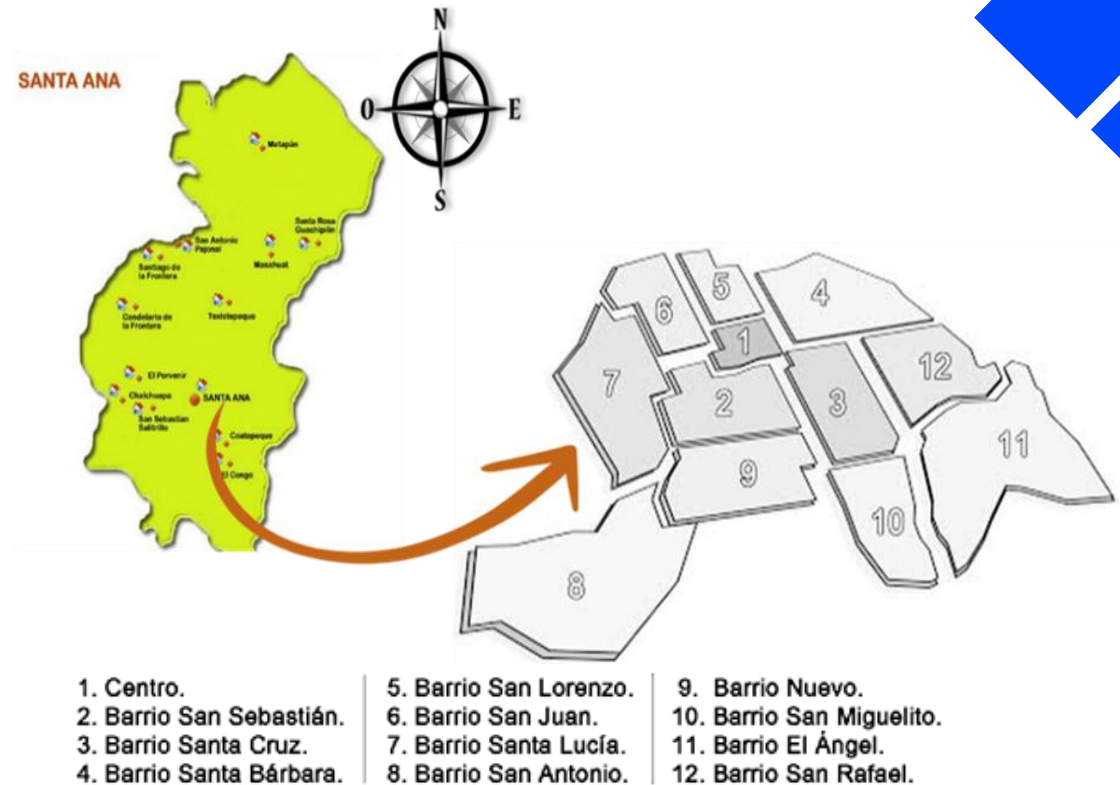 SANTA ANA
N
O
E
S
Metapán
Santa Rosa
Guachipilín
San Antonio
Pajonal
Masahuat
Santiago de
la Frontera
Candelaria de
la Frontera
Texistepeque
El Porvenir
Chalchuapa
SANTA ANA
San Sebastian
Salitrillo
Coatepeque
El Congo
5
4
6
1
12
7
2
3
11
9
10
8
1. Centro.
2. Barrio San Sebastián.
3. Barrio Santa Cruz.
4. Barrio Santa Bárbara.
5. Barrio San Lorenzo.
6. Barrio San Juan.
7. Barrio Santa Lucía.
8. Barrio San Antonio.
9. Barrio Nuevo.
10. Barrio San Miguelito.
11. Barrio El Ángel.
12. Barrio San Rafael.